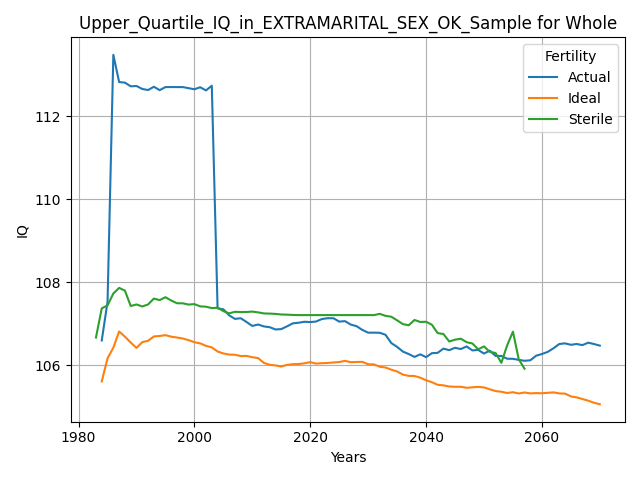 Upper_Quartile_IQ_in_EXTRAMARITAL_SEX_OK_Sample for Whole
Fertility
Actual
Ideal
Sterile
112
110
108
106
IQ
1980
2000
2020
2040
2060
Years